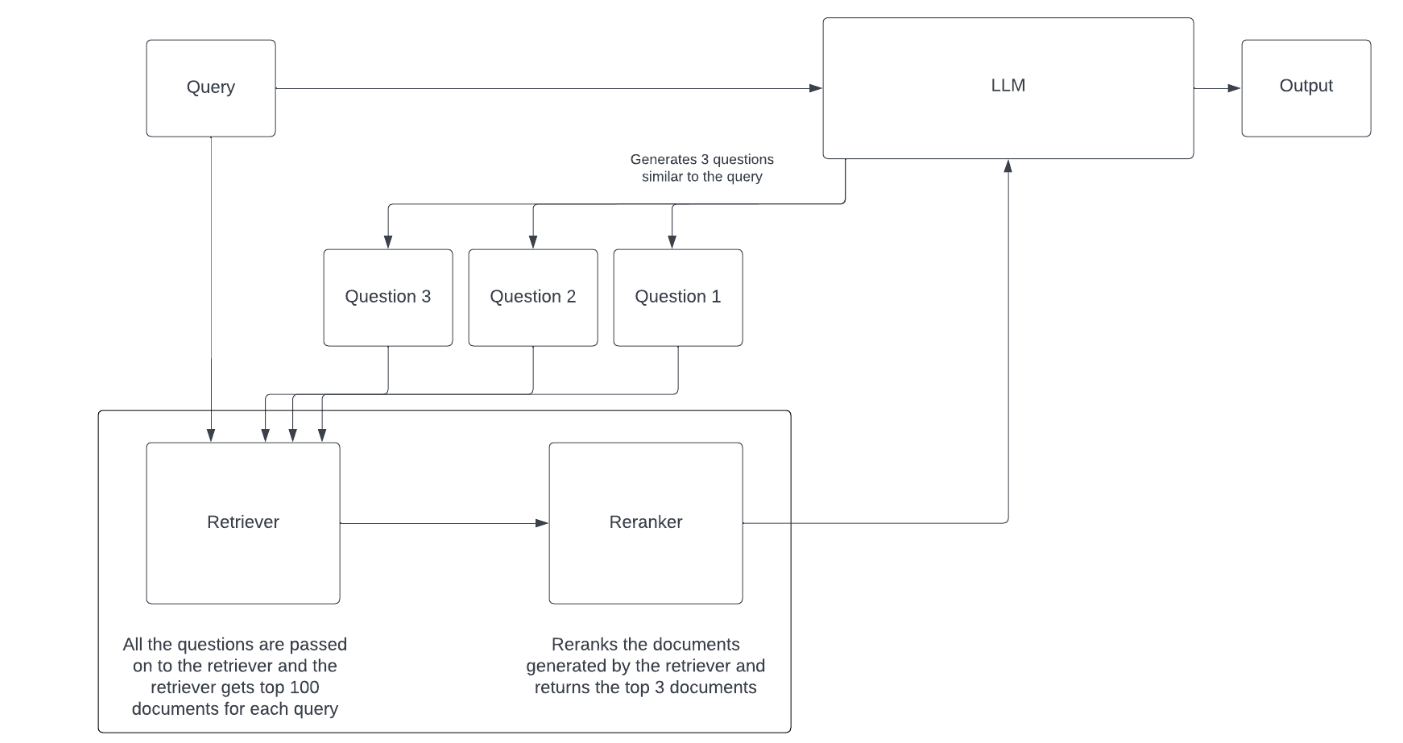 Query
LLM
Output
Generates 3 questions
similar to the query
Question 3
Question 2
Question 1
Retriever
Reranker
All the questions are passed
on to the retriever and the
retriever gets top 100
documents for each query
Reranks the documents
generated by the retriever and
returns the top 3 documents